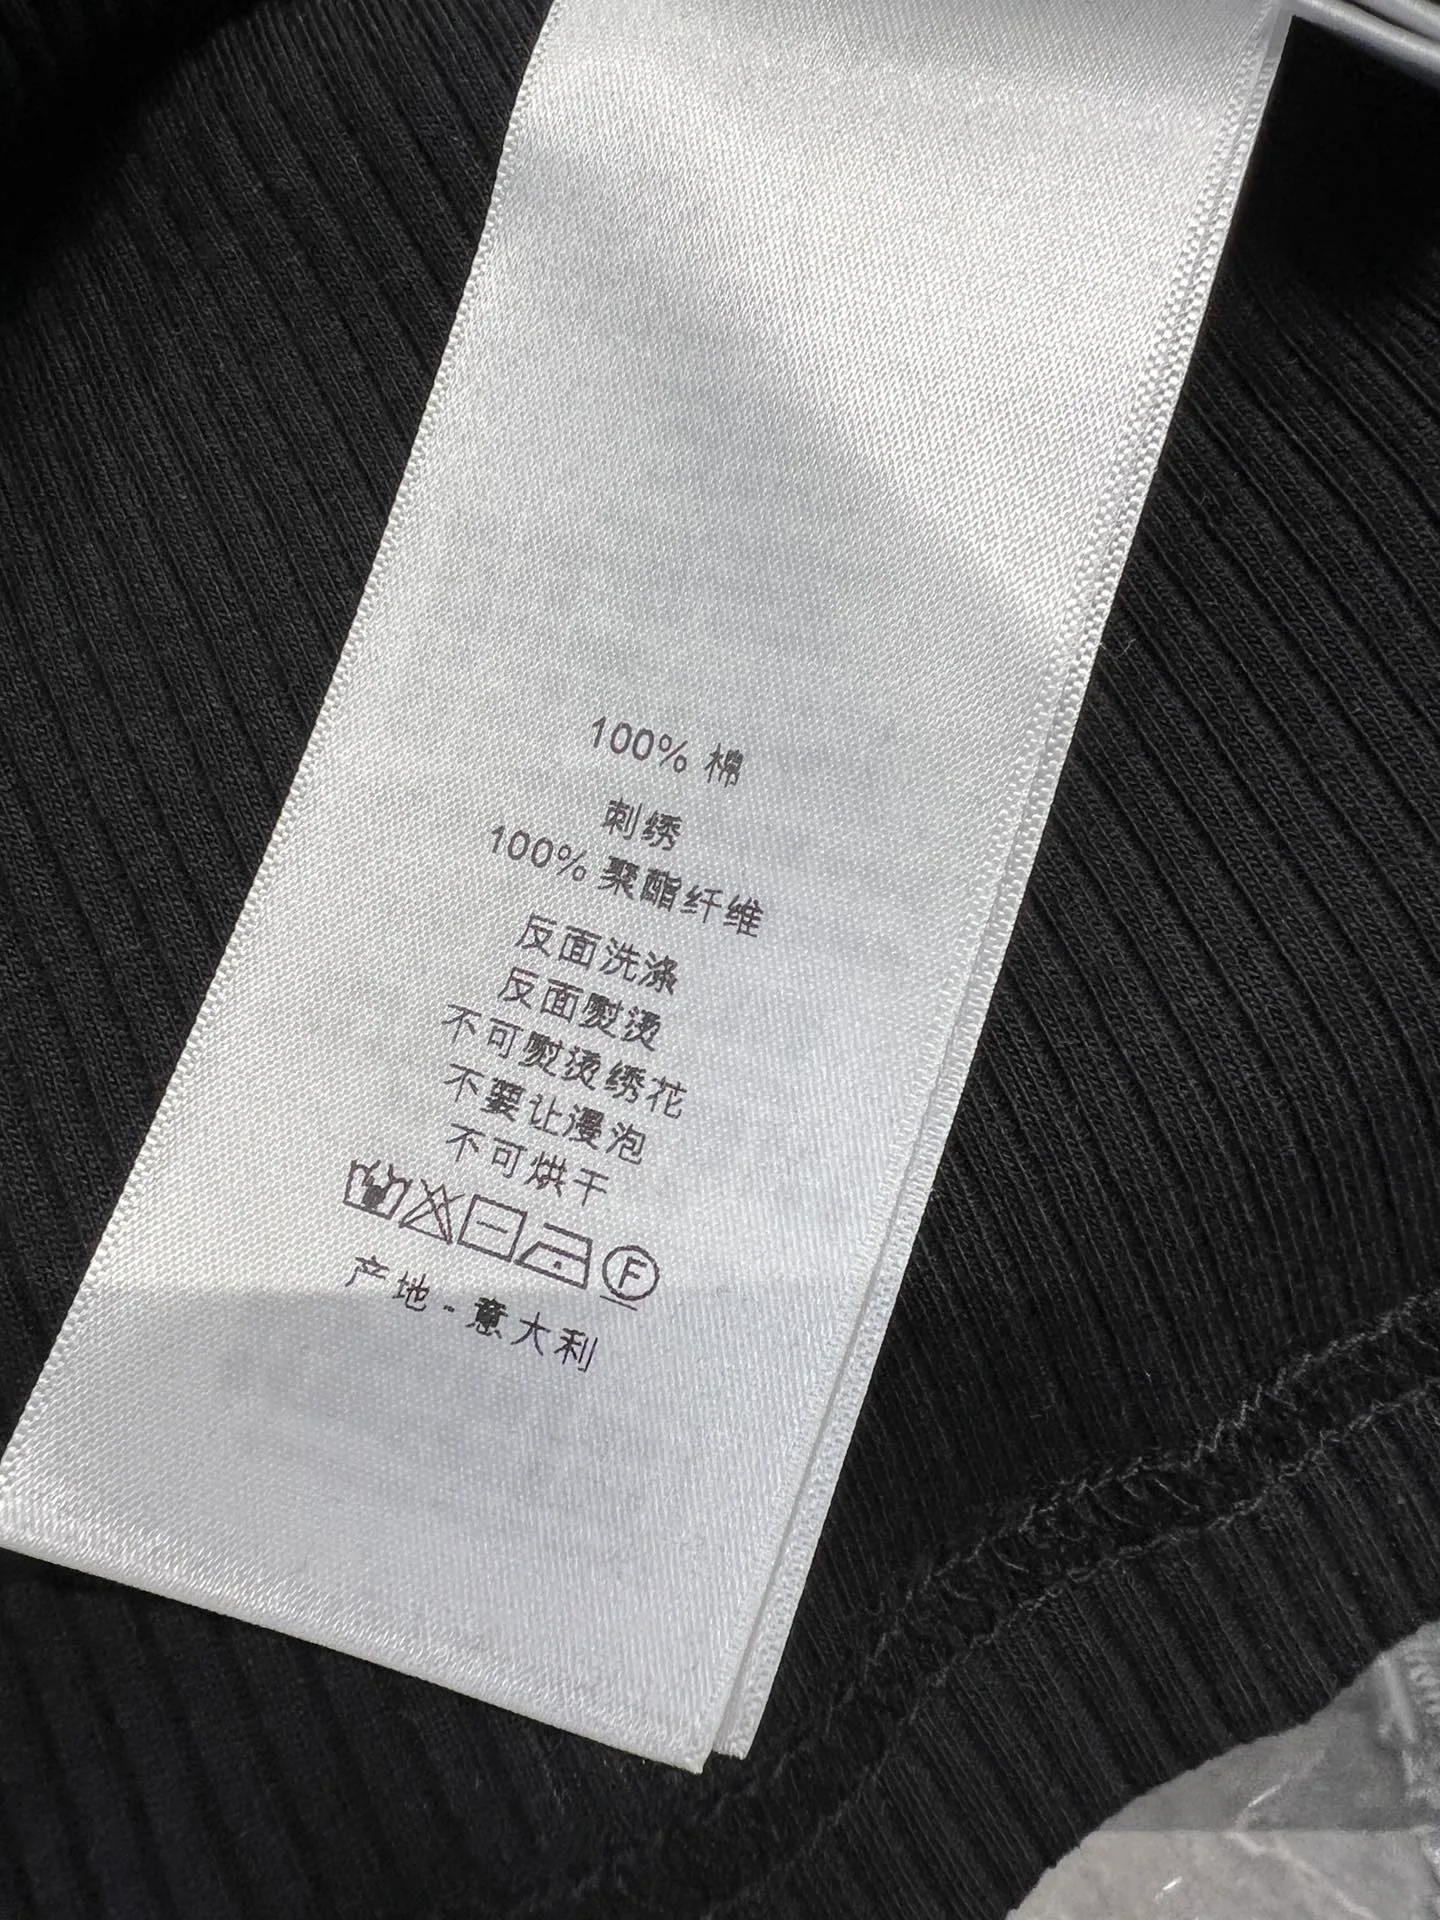 100% 棉
刺绣
100% 聚酯纤维
反面洗涤
反面熨烫
不可熨烫绣花
不要让漫泡
不可烘干
F
产地 - 意大利